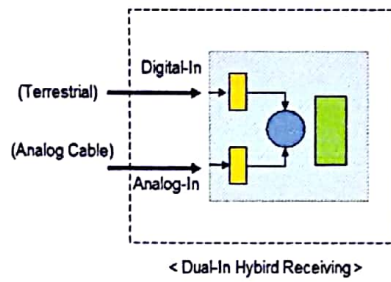 Digital-In
(Terrestrial)
(Analog Cable)
Analog-In
< Dual-In Hybird Receiving>